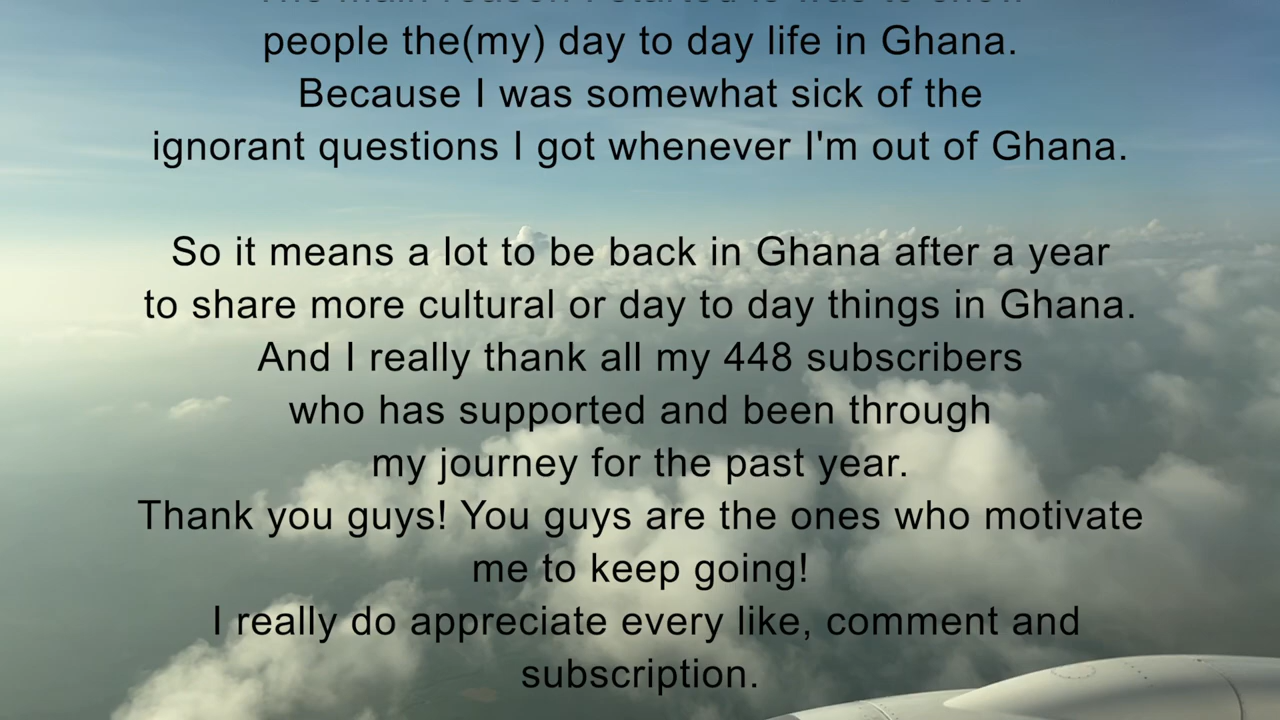 people the(my) day to day life in Ghana.
Because I was somewhat sick of the
ignorant questions I got whenever I'm out of Ghana.
So it means a lot to be back in Ghana after a year
to share more cultural or day to day things in Ghana.
And I really thank all my 448 subscribers
who has supported and been through
my journey for the past year.
Thank you guys! You guys are the ones who motivate
me to keep going!
I really do appreciate every like, comment and
subscription.